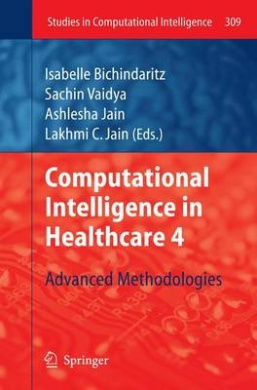 Studies in Computational Intelligence 309
Isabelle Bichindaritz
Sachin Vaidya
Ashlesha Jain
Lakhmi C. Jain (Eds.)
Computational
Intelligence in
Healthcare 4
Advanced Methodologies
Springer